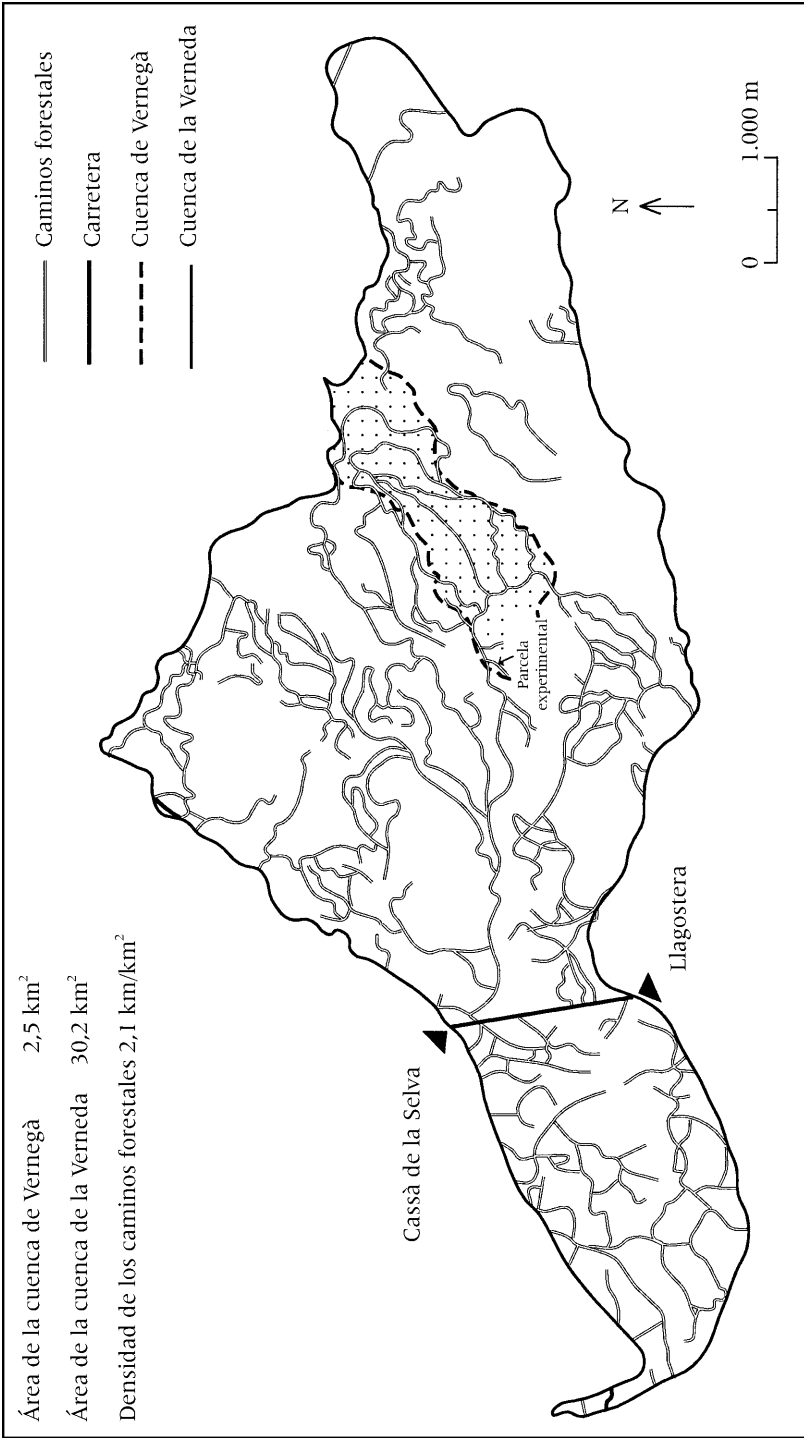 Área de la cuenca de Vernegà 2,5 km²
Área de la cuenca de la Verneda 30,2 km²
Densidad de los caminos forestales 2,1 km/km²
Caminos forestales
Carretera
Cuenca de Vernegà
Cuenca de la Verneda
Cassà de la Selva
Parcela
experimental
Llagostera
N
0 1.000 m